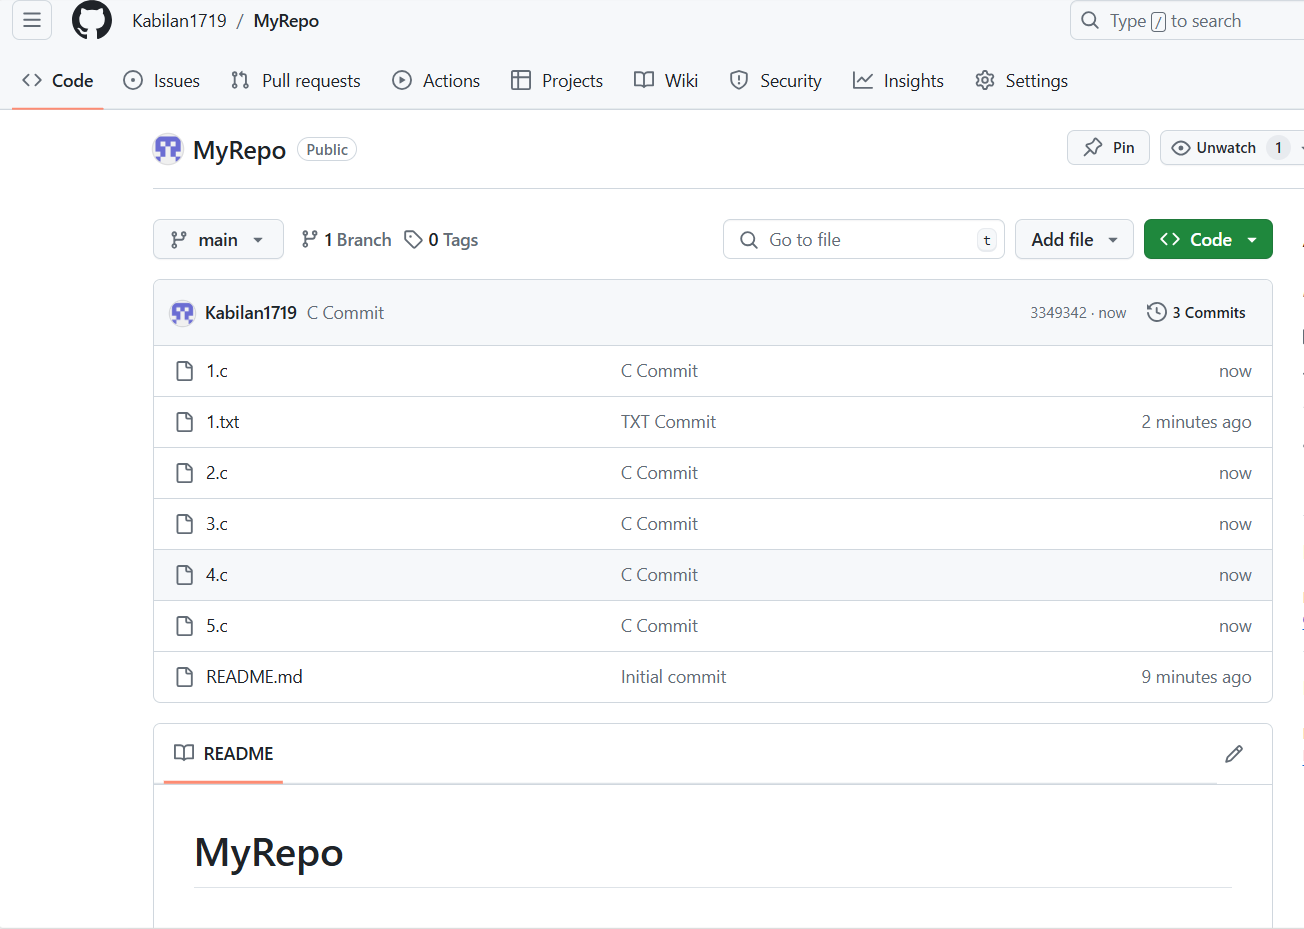 Kabilan1719 / MyRepo
Type / to search
Code Issues Pull requests Actions Projects Wiki Security Insights Settings
MyRepo Public
Pin Unwatch 1
main 1 Branch 0 Tags Go to file t Add file Code
Kabilan1719 C Commit 3349342 · now 3 Commits
1.c C Commit now
1.txt TXT Commit 2 minutes ago
2.c C Commit now
3.c C Commit now
4.c C Commit now
5.c C Commit now
README.md Initial commit 9 minutes ago
README
MyRepo